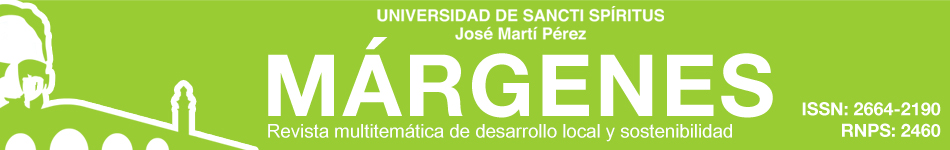 UNIVERSIDAD DE SANCTI SPÍRITUS
José Martí Pérez
MÁRGENES
Revista multitemática de desarrollo local y sostenibilidad
ISSN: 2664-2190
RNPS: 2460